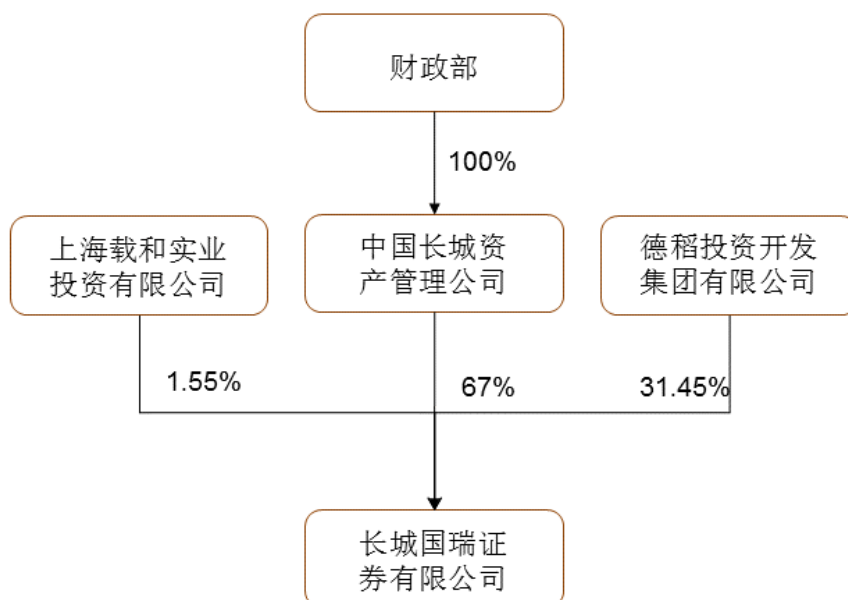 财政部
100%
上海载和实业
投资有限公司
中国长城资
产管理公司
德稻投资开发
集团有限公司
1.55%
67%
31.45%
长城国瑞证
券有限公司